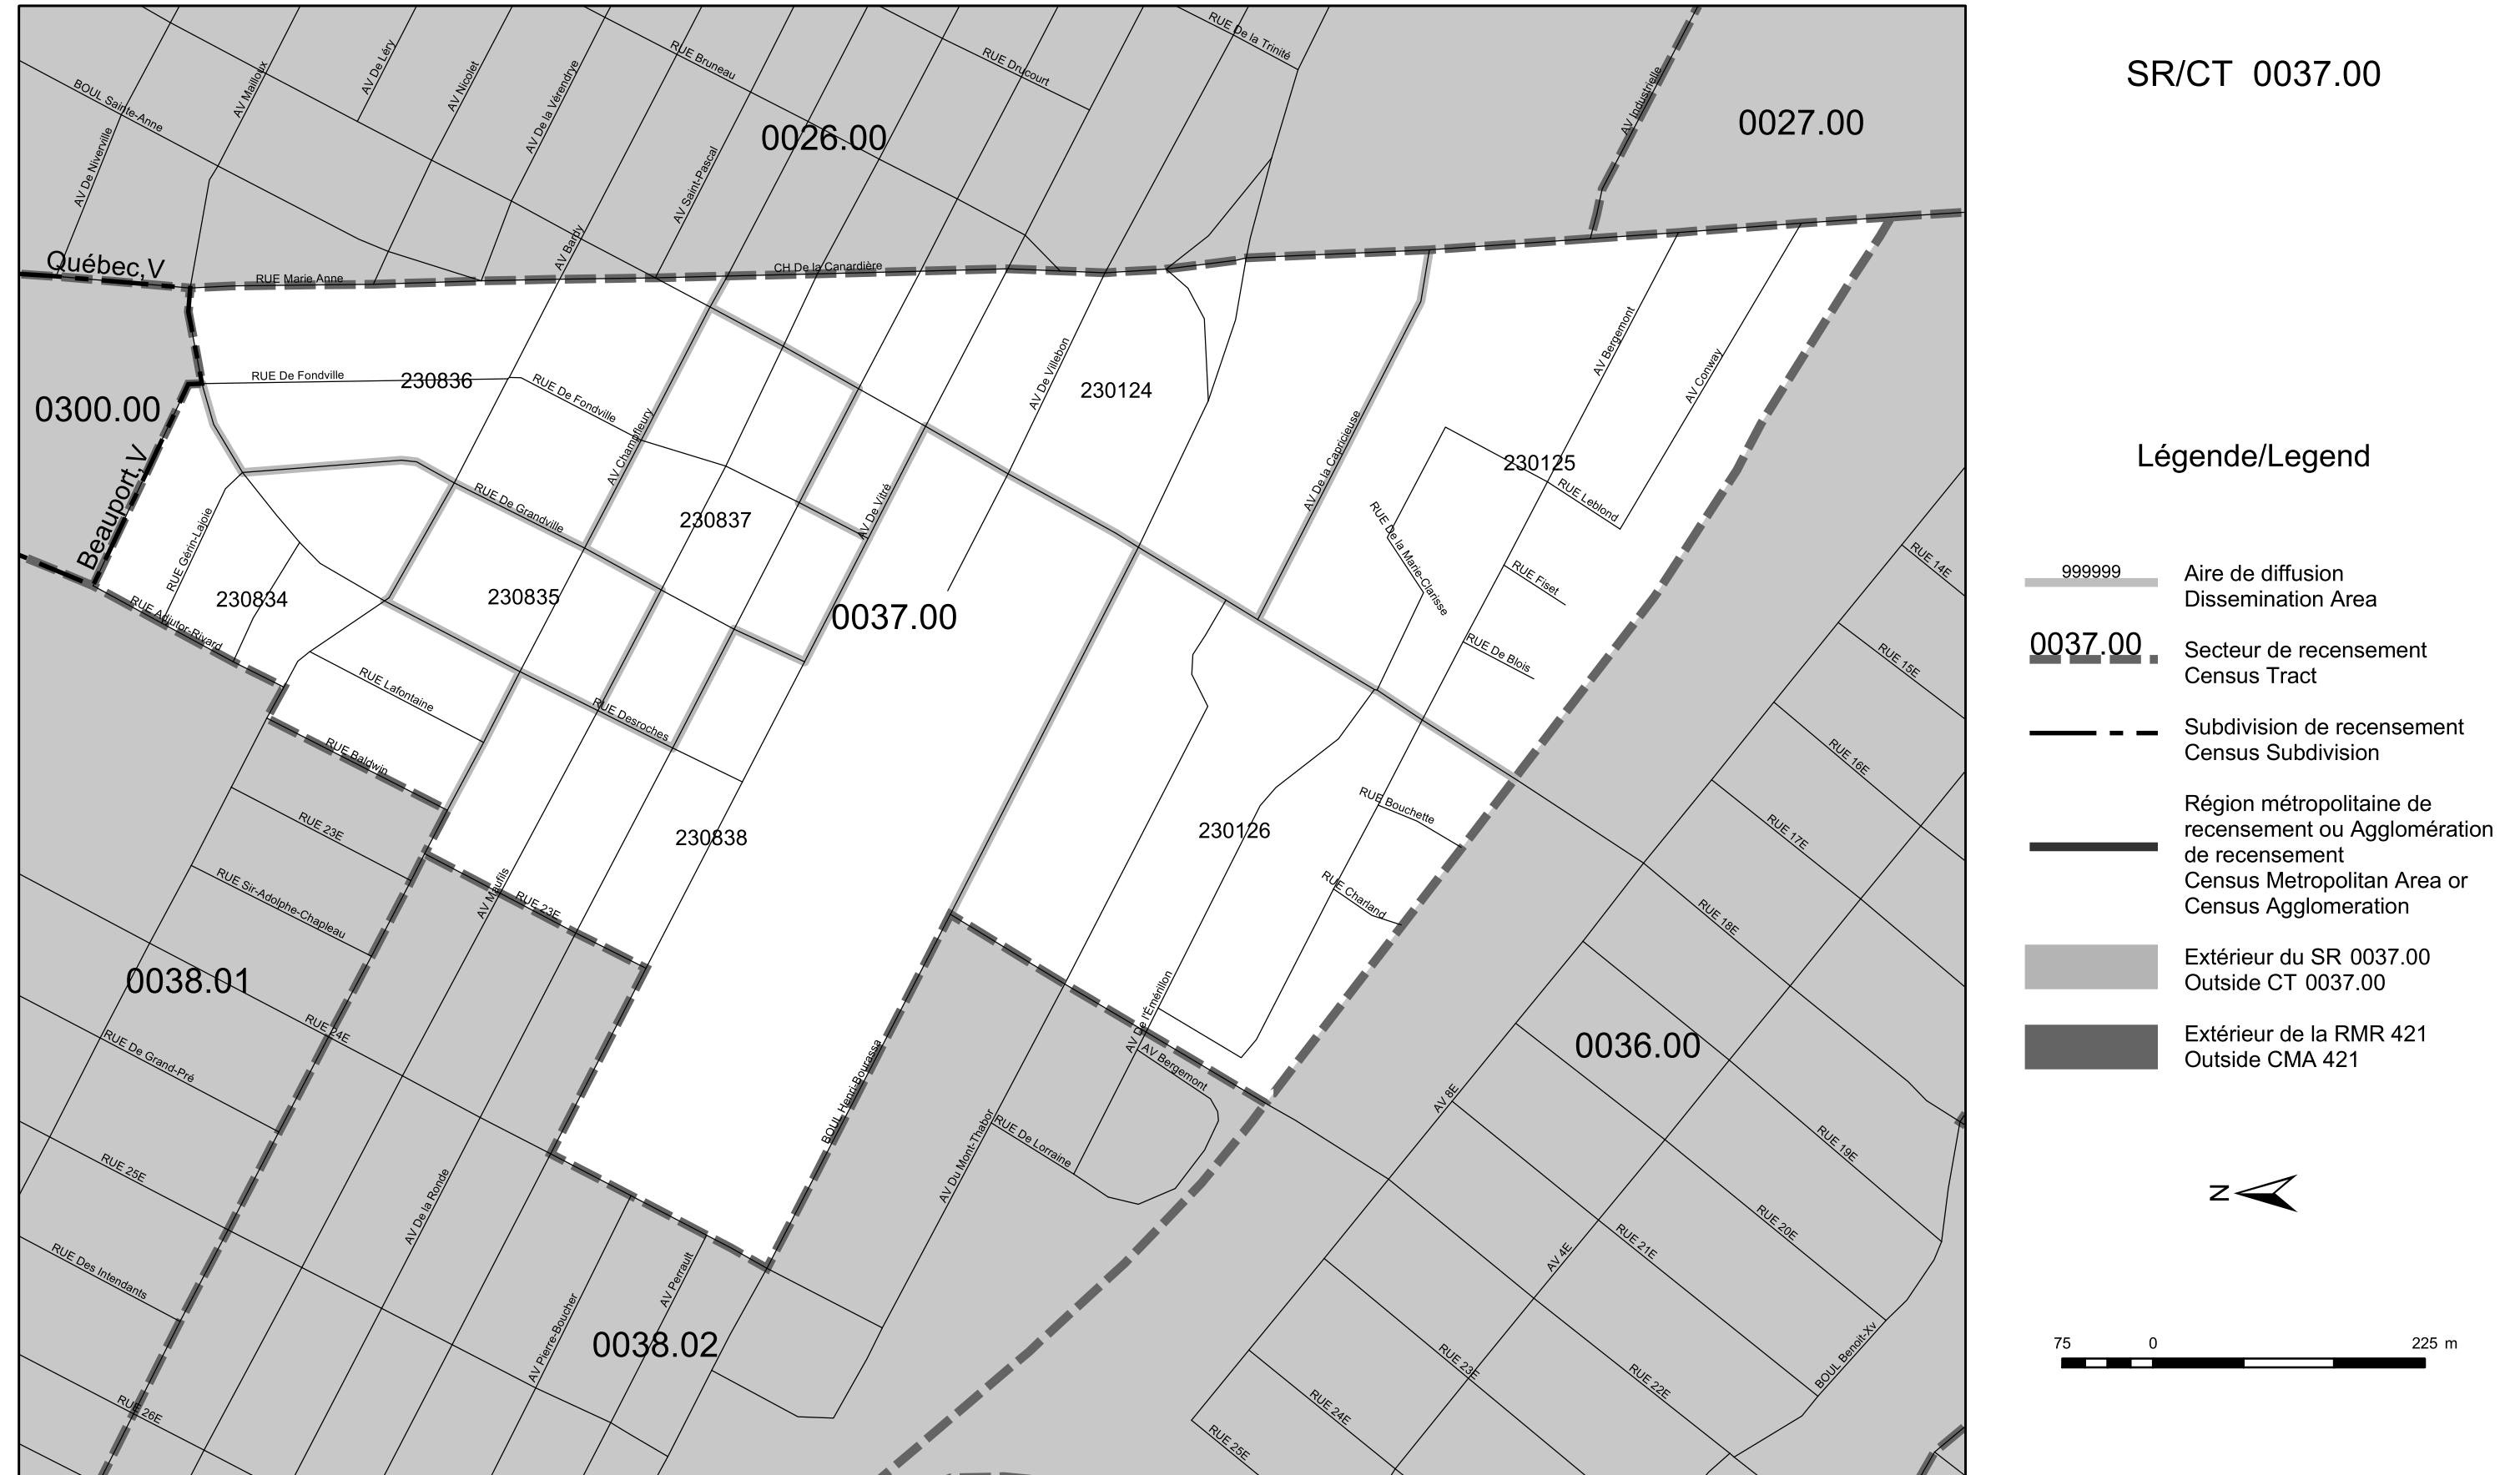 RUE De la Trinité
RUE Bruneau
RUE Drucourt
AV De Léry
AV Nicolet
AV Mailloux
AV De la Vérendrye
BOUL Sainte-Anne
AV Industrielle
SR/CT 0037.00
0026.00
0027.00
AV De Niverville
AV Saint-Pascal
AV Bardy
Québec,V
RUE Marie Anne
CH De la Canardière
RUE De Fondville
230836
RUE De Fondville
AV De Villebon
230124
AV Bergemont
AV Conway
0300.00
AV Champfleury
AV De la Capricieuse
230125
RUE Leblond
Légende/Legend
Beauport,V
RUE De Grandville
230837
AV De Vitré
RUE De la Marie-Clarisse
RUE Gérin-Lajoie
RUE Fiset
RUE 14E
999999
Aire de diffusion
Dissemination Area
230834
230835
0037.00
RUE Adjutor-Rivard
RUE De Blois
RUE 15E
0037.00
Secteur de recensement
Census Tract
RUE Lafontaine
RUE Desroches
RUE Baldwin
RUE 16E
Subdivision de recensement
Census Subdivision
RUE 23E
230838
230126
RUE Bouchette
RUE 17E
Région métropolitaine de
recensement ou Agglomération
de recensement
Census Metropolitan Area or
Census Agglomeration
RUE Sir-Adolphe-Chapleau
AV Maufils
RUE 23E
RUE Charland
RUE 18E
0038.01
RUE 24E
AV De l'Émérillon
Extérieur du SR 0037.00
Outside CT 0037.00
RUE De Grand-Pré
BOUL Henri-Bourassa
AV Bergemont
0036.00
Extérieur de la RMR 421
Outside CMA 421
AV 8E
RUE 25E
AV De la Ronde
AV Du Mont-Thabor
RUE De Lorraine
RUE 19E
N
RUE Des Intendants
AV Perrault
AV 4E
RUE 21E
RUE 20E
AV Pierre-Boucher
0038.02
RUE 23E
RUE 22E
BOUL Benoit-Xv
75 0 225 m
RUE 26E
RUE 24E
RUE 25E